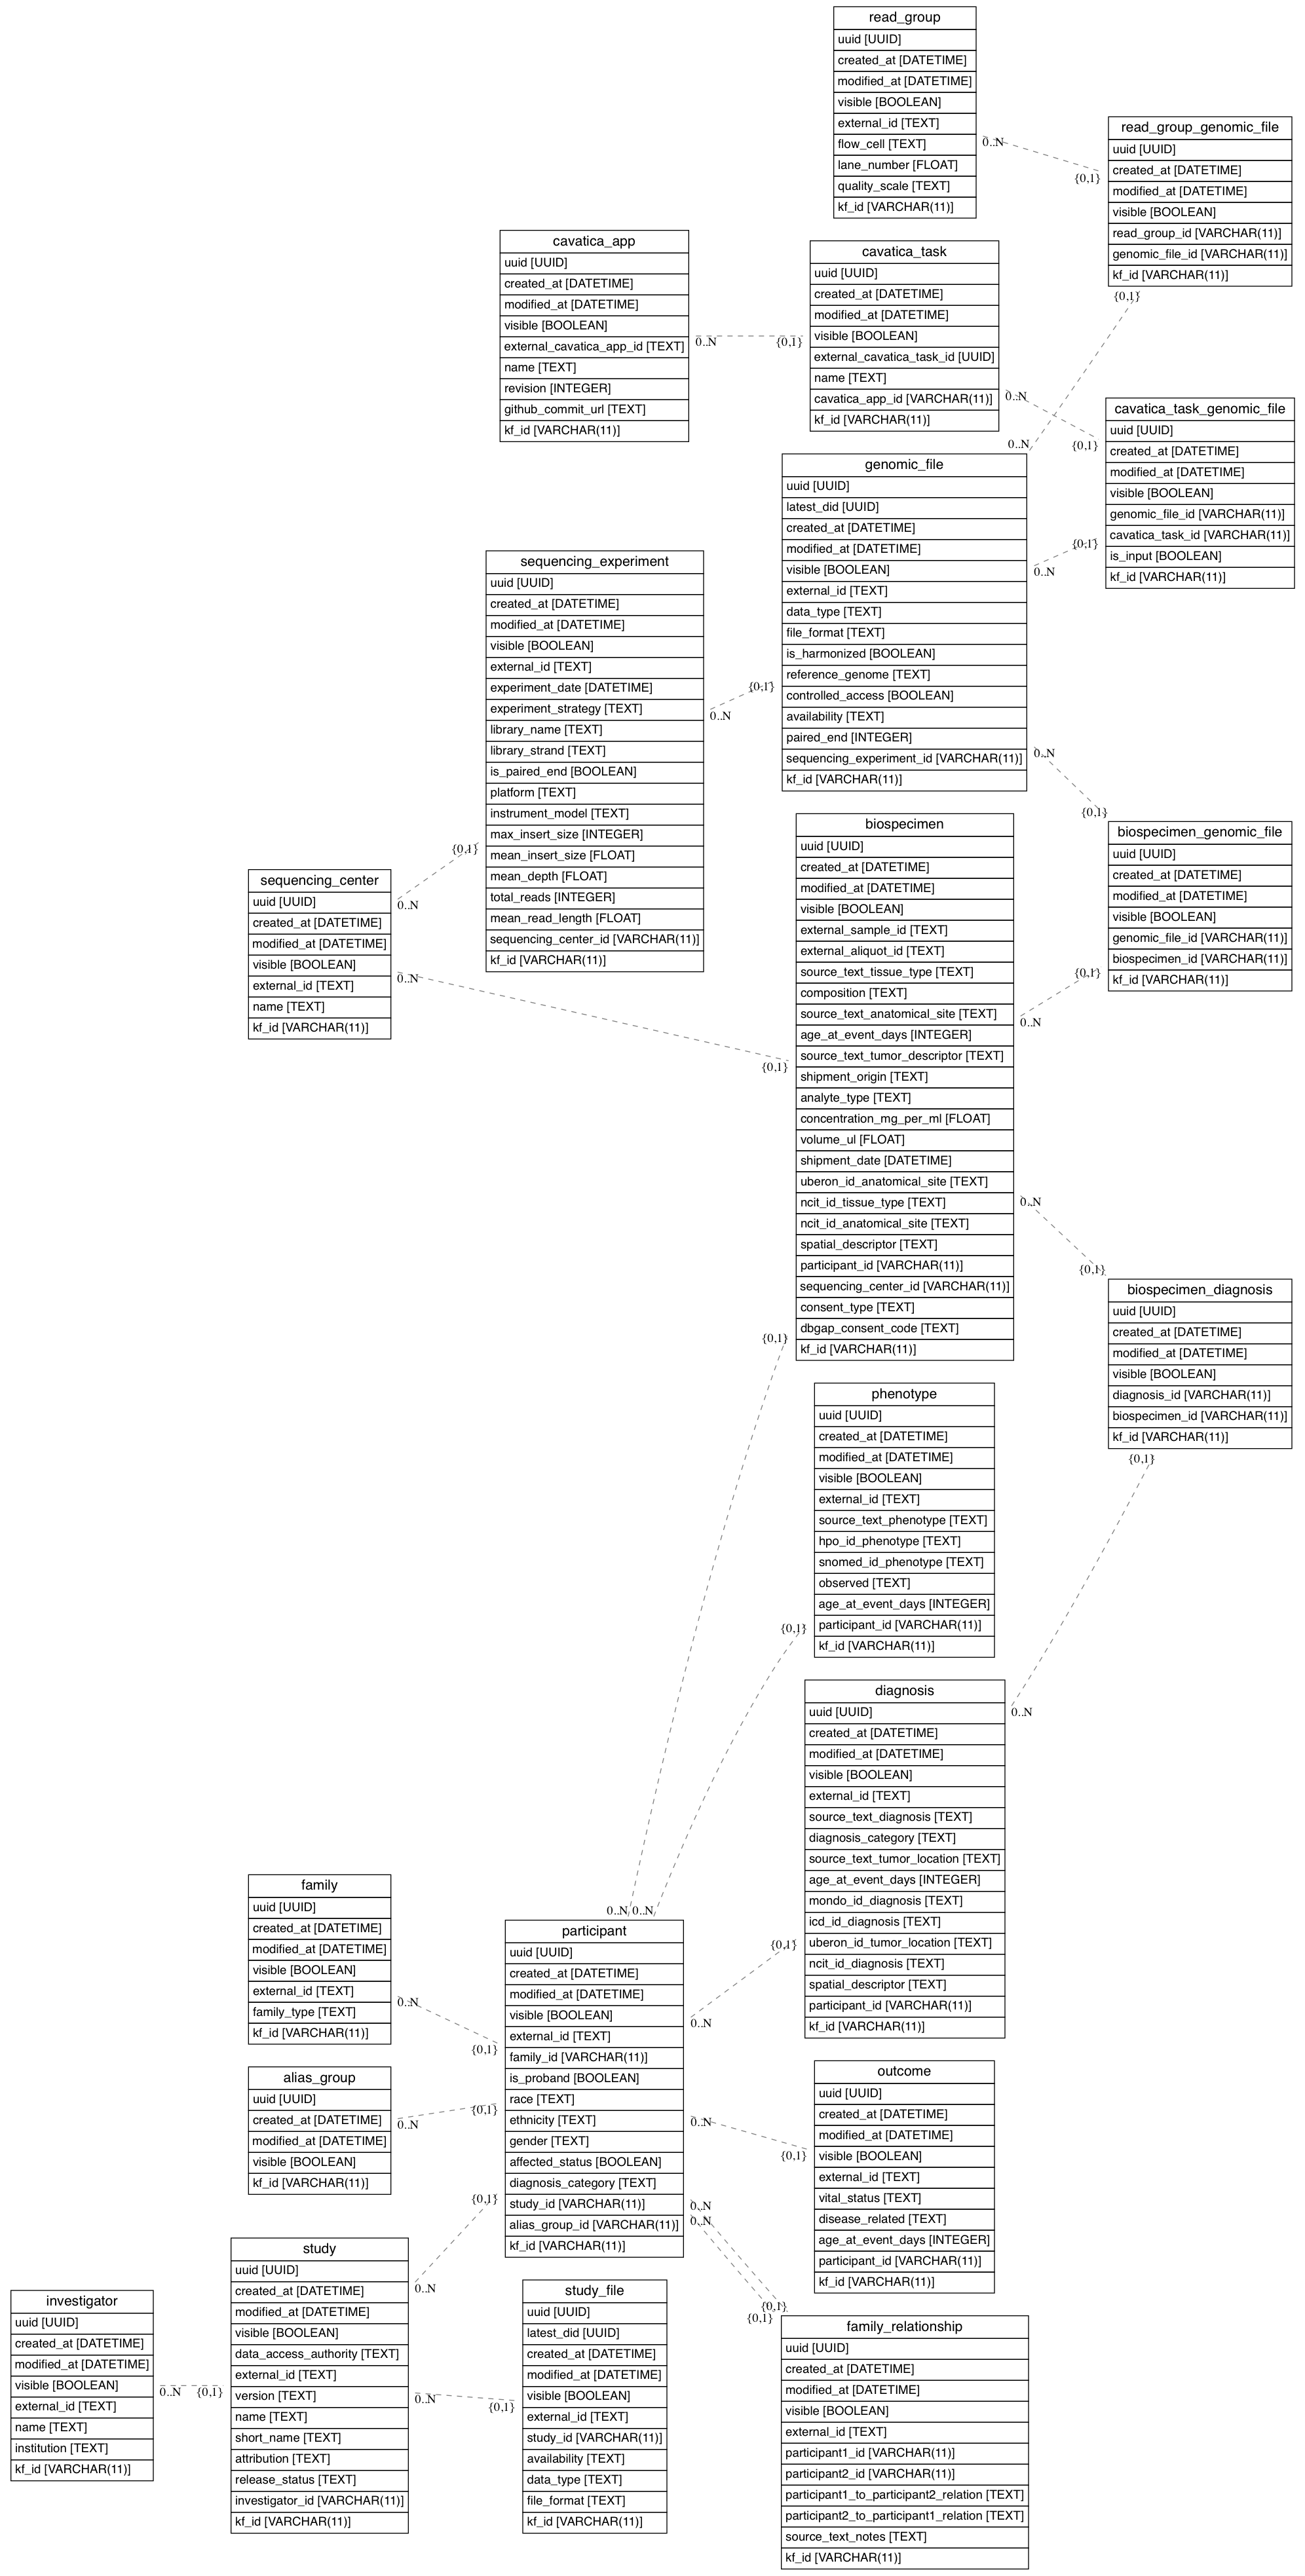 read_group
uuid [UUID]
created_at [DATETIME]
modified_at [DATETIME]
visible [BOOLEAN]
external_id [TEXT]
flow_cell [TEXT]
lane_number [FLOAT]
quality_scale [TEXT]
kf_id [VARCHAR(11)]
0..N
{0,1}
read_group_genomic_file
uuid [UUID]
created_at [DATETIME]
modified_at [DATETIME]
visible [BOOLEAN]
read_group_id [VARCHAR(11)]
genomic_file_id [VARCHAR(11)]
kf_id [VARCHAR(11)]
{0,1}
0..N
cavatica_app
uuid [UUID]
created_at [DATETIME]
modified_at [DATETIME]
visible [BOOLEAN]
external_cavatica_app_id [TEXT]
name [TEXT]
revision [INTEGER]
github_commit_url [TEXT]
kf_id [VARCHAR(11)]
0..N
{0,1}
cavatica_task
uuid [UUID]
created_at [DATETIME]
modified_at [DATETIME]
visible [BOOLEAN]
external_cavatica_task_id [UUID]
name [TEXT]
cavatica_app_id [VARCHAR(11)]
kf_id [VARCHAR(11)]
0..N
{0,1}
cavatica_task_genomic_file
uuid [UUID]
created_at [DATETIME]
modified_at [DATETIME]
visible [BOOLEAN]
genomic_file_id [VARCHAR(11)]
cavatica_task_id [VARCHAR(11)]
is_input [BOOLEAN]
kf_id [VARCHAR(11)]
{0,1}
0..N
genomic_file
uuid [UUID]
latest_did [UUID]
created_at [DATETIME]
modified_at [DATETIME]
visible [BOOLEAN]
external_id [TEXT]
data_type [TEXT]
file_format [TEXT]
is_harmonized [BOOLEAN]
reference_genome [TEXT]
controlled_access [BOOLEAN]
availability [TEXT]
paired_end [INTEGER]
sequencing_experiment_id [VARCHAR(11)]
kf_id [VARCHAR(11)]
{0,1}
0..N
0..N
{0,1}
sequencing_experiment
uuid [UUID]
created_at [DATETIME]
modified_at [DATETIME]
visible [BOOLEAN]
external_id [TEXT]
experiment_date [DATETIME]
experiment_strategy [TEXT]
library_name [TEXT]
library_strand [TEXT]
is_paired_end [BOOLEAN]
platform [TEXT]
instrument_model [TEXT]
max_insert_size [INTEGER]
mean_insert_size [FLOAT]
mean_depth [FLOAT]
total_reads [INTEGER]
mean_read_length [FLOAT]
sequencing_center_id [VARCHAR(11)]
kf_id [VARCHAR(11)]
{0,1}
0..N
sequencing_center
uuid [UUID]
created_at [DATETIME]
modified_at [DATETIME]
visible [BOOLEAN]
external_id [TEXT]
name [TEXT]
kf_id [VARCHAR(11)]
0..N
{0,1}
biospecimen
uuid [UUID]
created_at [DATETIME]
modified_at [DATETIME]
visible [BOOLEAN]
external_sample_id [TEXT]
external_aliquot_id [TEXT]
source_text_tissue_type [TEXT]
composition [TEXT]
source_text_anatomical_site [TEXT]
age_at_event_days [INTEGER]
source_text_tumor_descriptor [TEXT]
shipment_origin [TEXT]
analyte_type [TEXT]
concentration_mg_per_ml [FLOAT]
volume_ul [FLOAT]
shipment_date [DATETIME]
uberon_id_anatomical_site [TEXT]
ncit_id_tissue_type [TEXT]
ncit_id_anatomical_site [TEXT]
spatial_descriptor [TEXT]
participant_id [VARCHAR(11)]
sequencing_center_id [VARCHAR(11)]
consent_type [TEXT]
dbgap_consent_code [TEXT]
kf_id [VARCHAR(11)]
biospecimen_genomic_file
uuid [UUID]
created_at [DATETIME]
modified_at [DATETIME]
visible [BOOLEAN]
genomic_file_id [VARCHAR(11)]
biospecimen_id [VARCHAR(11)]
kf_id [VARCHAR(11)]
{0,1}
0..N
0..N
{0,1}
biospecimen_diagnosis
uuid [UUID]
created_at [DATETIME]
modified_at [DATETIME]
visible [BOOLEAN]
diagnosis_id [VARCHAR(11)]
biospecimen_id [VARCHAR(11)]
kf_id [VARCHAR(11)]
{0,1}
{0,1}
phenotype
uuid [UUID]
created_at [DATETIME]
modified_at [DATETIME]
visible [BOOLEAN]
external_id [TEXT]
source_text_phenotype [TEXT]
hpo_id_phenotype [TEXT]
snomed_id_phenotype [TEXT]
observed [TEXT]
age_at_event_days [INTEGER]
participant_id [VARCHAR(11)]
kf_id [VARCHAR(11)]
{0,1}
diagnosis
uuid [UUID]
created_at [DATETIME]
modified_at [DATETIME]
visible [BOOLEAN]
external_id [TEXT]
source_text_diagnosis [TEXT]
diagnosis_category [TEXT]
source_text_tumor_location [TEXT]
age_at_event_days [INTEGER]
mondo_id_diagnosis [TEXT]
icd_id_diagnosis [TEXT]
uberon_id_tumor_location [TEXT]
ncit_id_diagnosis [TEXT]
spatial_descriptor [TEXT]
participant_id [VARCHAR(11)]
kf_id [VARCHAR(11)]
0..N
{0,1}
0..N
family
uuid [UUID]
created_at [DATETIME]
modified_at [DATETIME]
visible [BOOLEAN]
external_id [TEXT]
family_type [TEXT]
kf_id [VARCHAR(11)]
0..N
{0,1}
0..N
0..N
participant
uuid [UUID]
created_at [DATETIME]
modified_at [DATETIME]
visible [BOOLEAN]
external_id [TEXT]
family_id [VARCHAR(11)]
is_proband [BOOLEAN]
race [TEXT]
ethnicity [TEXT]
gender [TEXT]
affected_status [BOOLEAN]
diagnosis_category [TEXT]
study_id [VARCHAR(11)]
alias_group_id [VARCHAR(11)]
kf_id [VARCHAR(11)]
alias_group
uuid [UUID]
created_at [DATETIME]
modified_at [DATETIME]
visible [BOOLEAN]
kf_id [VARCHAR(11)]
0..N
{0,1}
outcome
uuid [UUID]
created_at [DATETIME]
modified_at [DATETIME]
visible [BOOLEAN]
external_id [TEXT]
vital_status [TEXT]
disease_related [TEXT]
age_at_event_days [INTEGER]
participant_id [VARCHAR(11)]
kf_id [VARCHAR(11)]
0..N
{0,1}
0..N
0..N
{0,1}
{0,1}
{0,1}
0..N
study
uuid [UUID]
created_at [DATETIME]
modified_at [DATETIME]
visible [BOOLEAN]
data_access_authority [TEXT]
external_id [TEXT]
version [TEXT]
name [TEXT]
short_name [TEXT]
attribution [TEXT]
release_status [TEXT]
investigator_id [VARCHAR(11)]
kf_id [VARCHAR(11)]
investigator
uuid [UUID]
created_at [DATETIME]
modified_at [DATETIME]
visible [BOOLEAN]
external_id [TEXT]
name [TEXT]
institution [TEXT]
kf_id [VARCHAR(11)]
0..N
{0,1}
0..N
{0,1}
study_file
uuid [UUID]
latest_did [UUID]
created_at [DATETIME]
modified_at [DATETIME]
visible [BOOLEAN]
external_id [TEXT]
study_id [VARCHAR(11)]
availability [TEXT]
data_type [TEXT]
file_format [TEXT]
kf_id [VARCHAR(11)]
family_relationship
uuid [UUID]
created_at [DATETIME]
modified_at [DATETIME]
visible [BOOLEAN]
external_id [TEXT]
participant1_id [VARCHAR(11)]
participant2_id [VARCHAR(11)]
participant1_to_participant2_relation [TEXT]
participant2_to_participant1_relation [TEXT]
source_text_notes [TEXT]
kf_id [VARCHAR(11)]